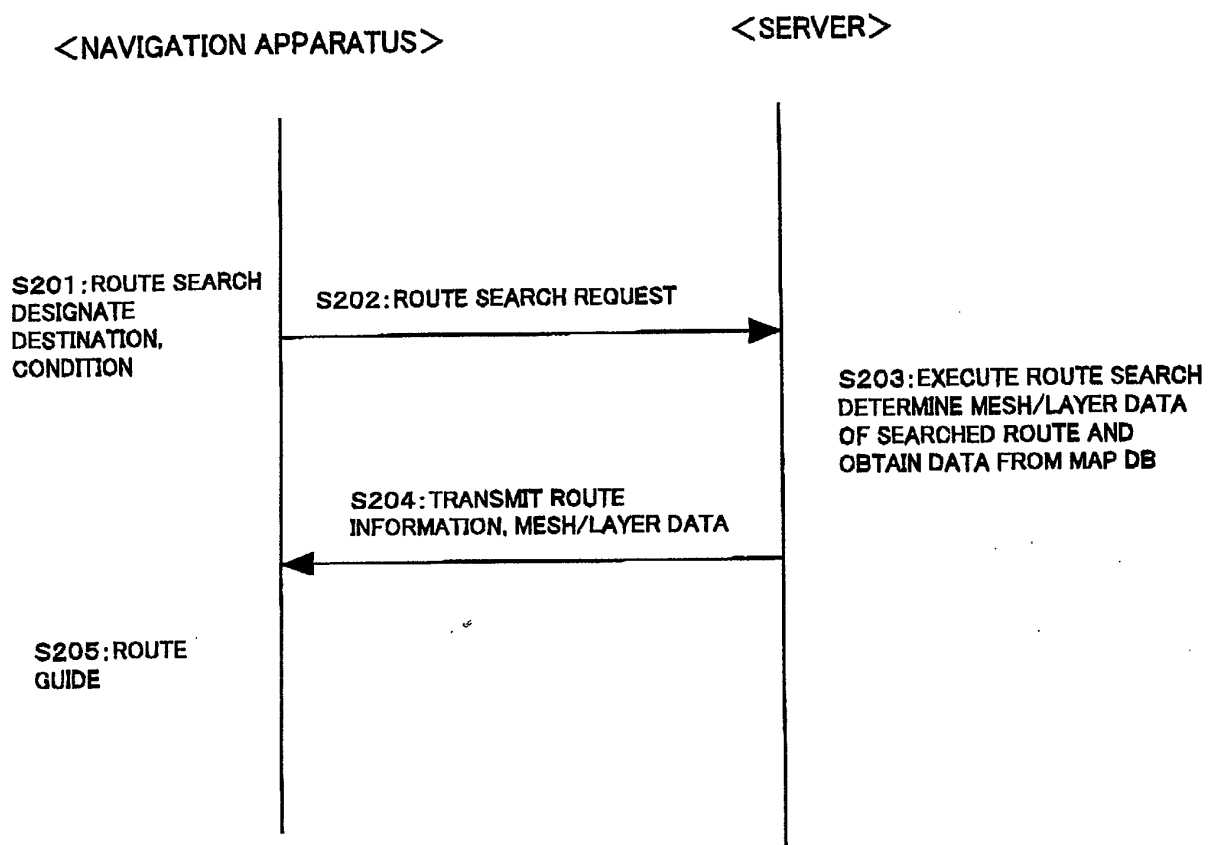 <NAVIGATION APPARATUS>
<SERVER>
S201:ROUTE SEARCH
DESIGNATE
DESTINATION,
CONDITION
S202:ROUTE SEARCH REQUEST
S203:EXECUTE ROUTE SEARCH
DETERMINE MESH/LAYER DATA
OF SEARCHED ROUTE AND
OBTAIN DATA FROM MAP DB
S204:TRANSMIT ROUTE
INFORMATION, MESH/LAYER DATA
S205:ROUTE
GUIDE